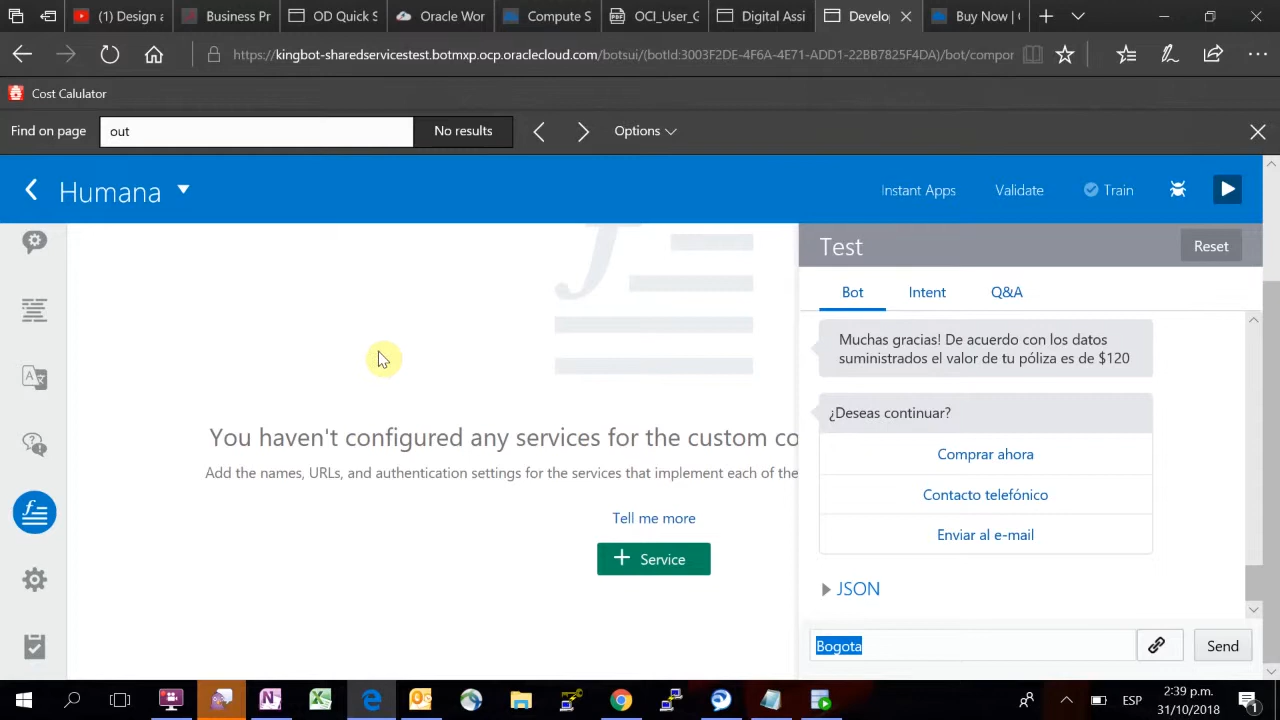 (1) Design a
Business Pr
OD Quick S
Oracle Wor
Compute S
OCI_User_G
Digital Assi
Develo
Buy Now | (
https://kingbot-sharedservicestest.botmxp.ocp.oraclecloud.com/botsui/(botId:3003F2DE-4F6A-4E71-ADD1-22BB7825F4DA)/bot/compor
Cost Calulator
Find on page
out
No results
Options
Humana
Instant Apps
Validate
Train
Test
Reset
Bot
Intent
Q&A
Muchas gracias! De acuerdo con los datos
suministrados el valor de tu póliza es de $120
¿Deseas continuar?
Comprar ahora
Contacto telefónico
Enviar al e-mail
JSON
Bogota
Send
You haven't configured any services for the custom co
Add the names, URLs, and authentication settings for the services that implement each of the
Tell me more
+ Service
ESP
2:39 p.m.
31/10/2018
1